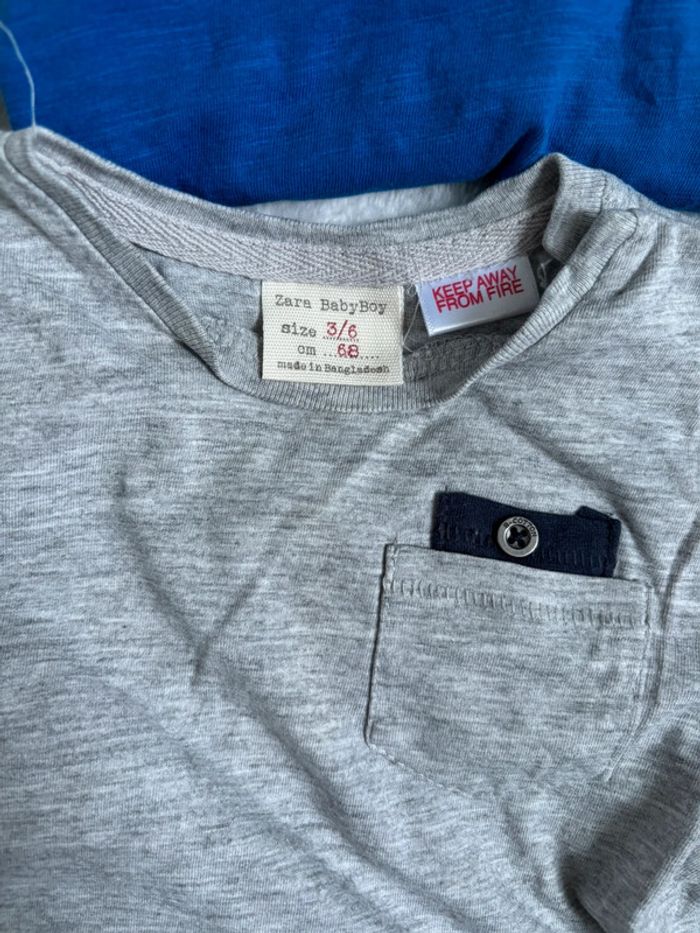 Zara BabyBoy
size 3/6
cm ...68....
made in Bangladesh
KEEP AWAY
FROM FIRE